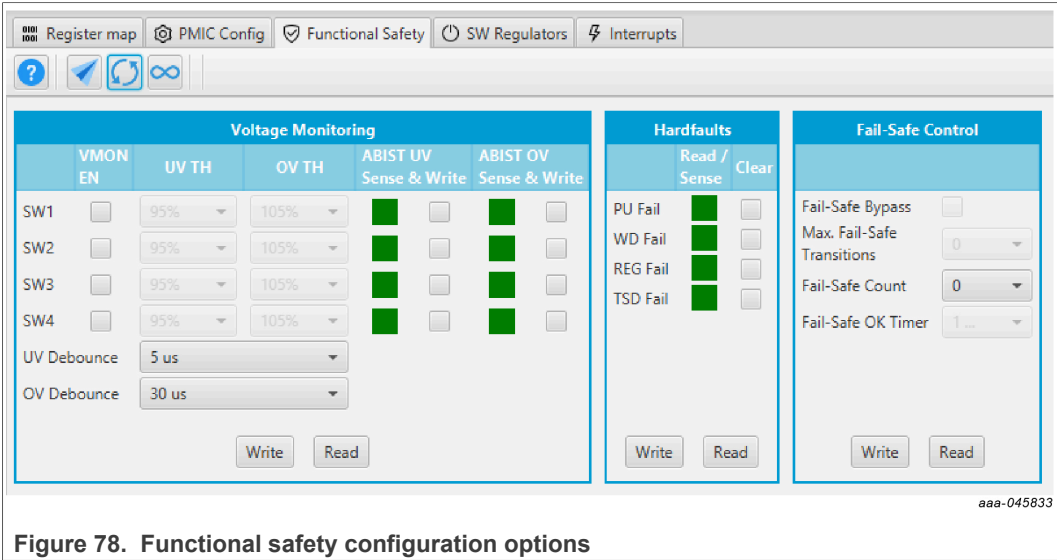 0101
1001
Register map
PMIC Config
Functional Safety
SW Regulators
Interrupts
?
Voltage Monitoring
VMON EN
UV TH
OV TH
ABIST UV
Sense & Write
ABIST OV
Sense & Write
SW1 95% 105%
SW2 95% 105%
SW3 95% 105%
SW4 95% 105%
UV Debounce 5 us
OV Debounce 30 us
Write Read
Hardfaults
Read /
Sense
Clear
PU Fail
WD Fail
REG Fail
TSD Fail
Write Read
Fail-Safe Control
Fail-Safe Bypass
Max. Fail-Safe
Transitions 0
Fail-Safe Count 0
Fail-Safe OK Timer 1 ...
Write Read
aaa-045833
Figure 78. Functional safety configuration options